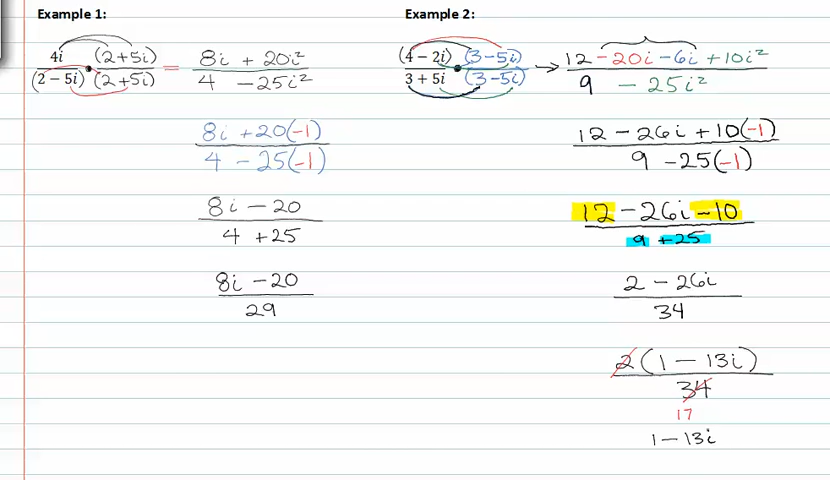 Example 1:
4i (2+5i)
(2 − 5i) (2+5i)
=
8i + 20i²
4 − 25i²
8i + 20(-1)
4 − 25(-1)
8i − 20
4 + 25
8i − 20
29
Example 2:
(4 − 2i) (3−5i)
3 + 5i (3−5i)
→
12 −20i −6i +10i²
9 − 25i²
12 − 26i + 10(-1)
9 − 25(-1)
12 − 26i − 10
9 + 25
2 − 26i
34
2 (1 − 13i)
34
17
1 − 13i